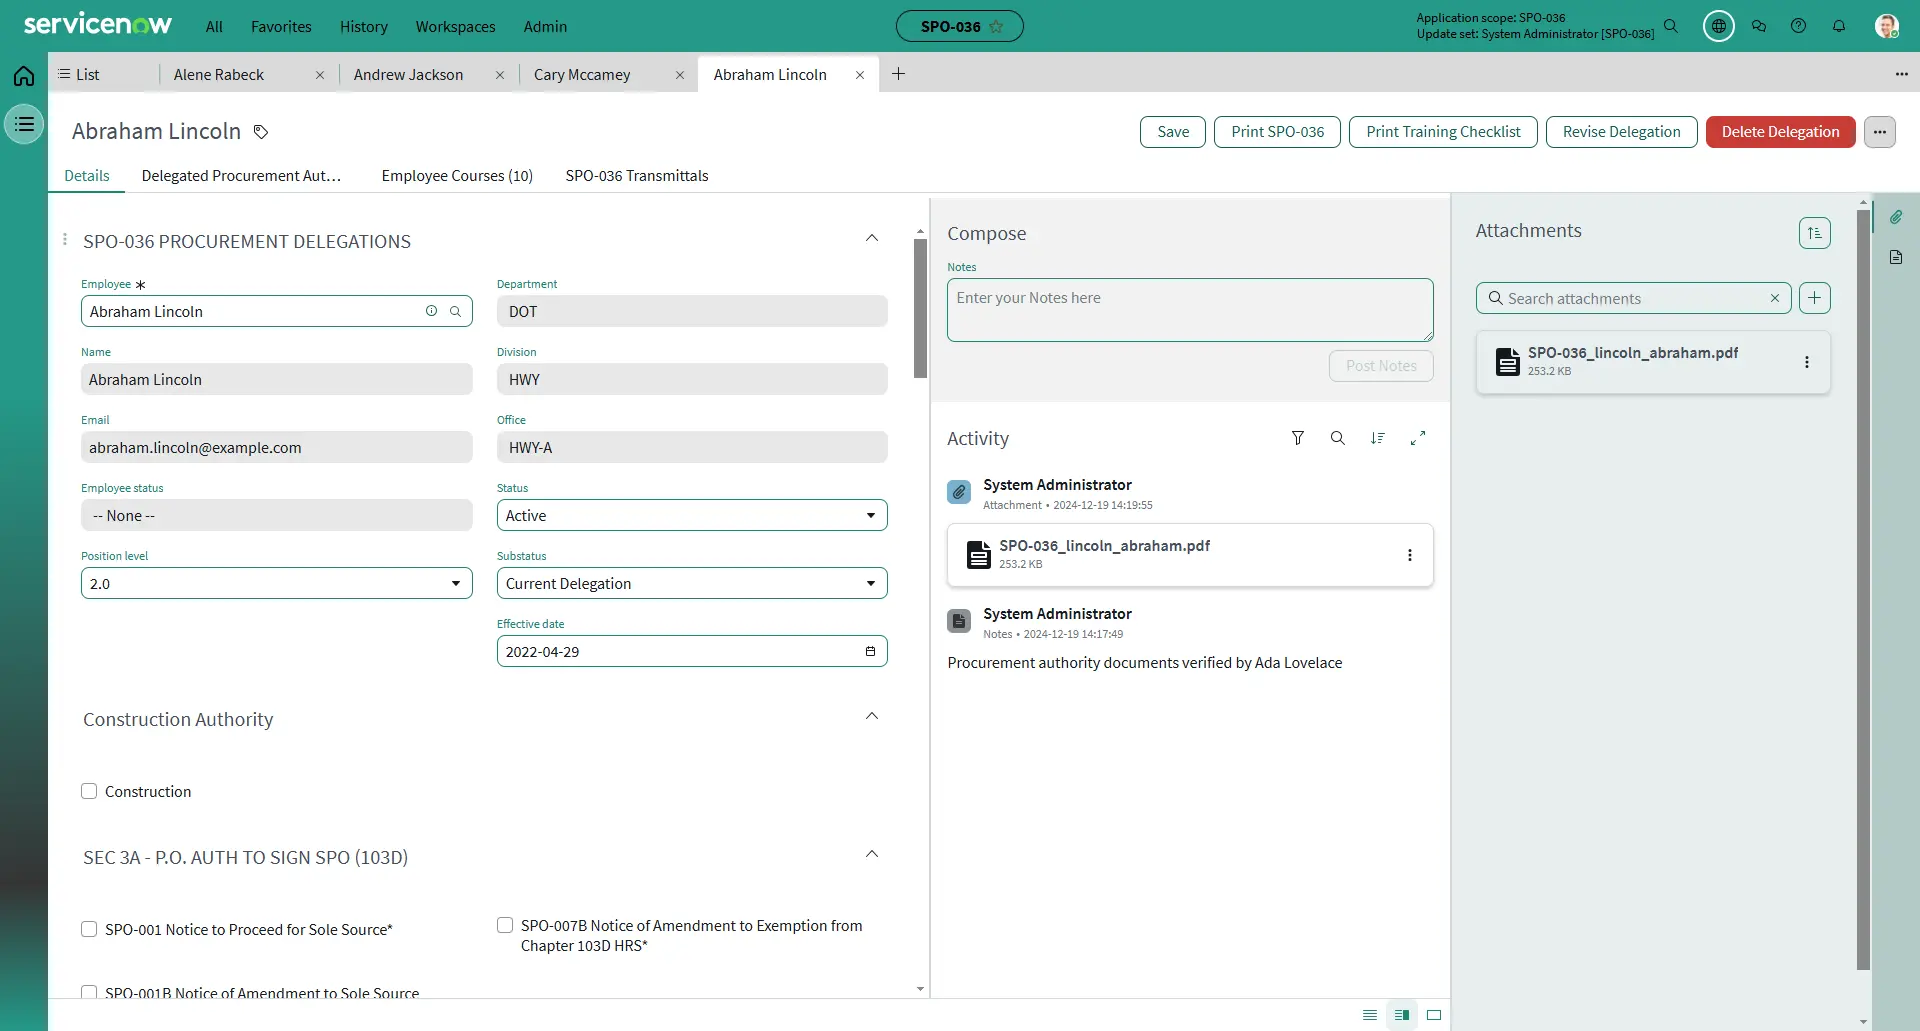 servicenow
All
Favorites
History
Workspaces
Admin
SPO-036
Application scope: SPO-036
Update set: System Administrator [SPO-036]
List
Alene Rabeck
Andrew Jackson
Cary Mccamey
Abraham Lincoln
Abraham Lincoln
Save
Print SPO-036
Print Training Checklist
Revise Delegation
Delete Delegation
Details
Delegated Procurement Aut...
Employee Courses (10)
SPO-036 Transmittals
SPO-036 PROCUREMENT DELEGATIONS
Employee
Abraham Lincoln
Department
DOT
Name
Abraham Lincoln
Division
HWY
Email
abraham.lincoln@example.com
Office
HWY-A
Employee status
-- None --
Status
Active
Position level
2.0
Substatus
Current Delegation
Effective date
2022-04-29
Construction Authority
Construction
SEC 3A - P.O. AUTH TO SIGN SPO (103D)
SPO-001 Notice to Proceed for Sole Source*
SPO-007B Notice of Amendment to Exemption from
Chapter 103D HRS*
SPO-001B Notice of Amendment to Sole Source
Compose
Notes
Enter your Notes here
Post Notes
Activity
System Administrator
Attachment • 2024-12-19 14:19:55
SPO-036_lincoln_abraham.pdf
253.2 KB
System Administrator
Notes • 2024-12-19 14:17:49
Procurement authority documents verified by Ada Lovelace
Attachments
Search attachments
SPO-036_lincoln_abraham.pdf
253.2 KB